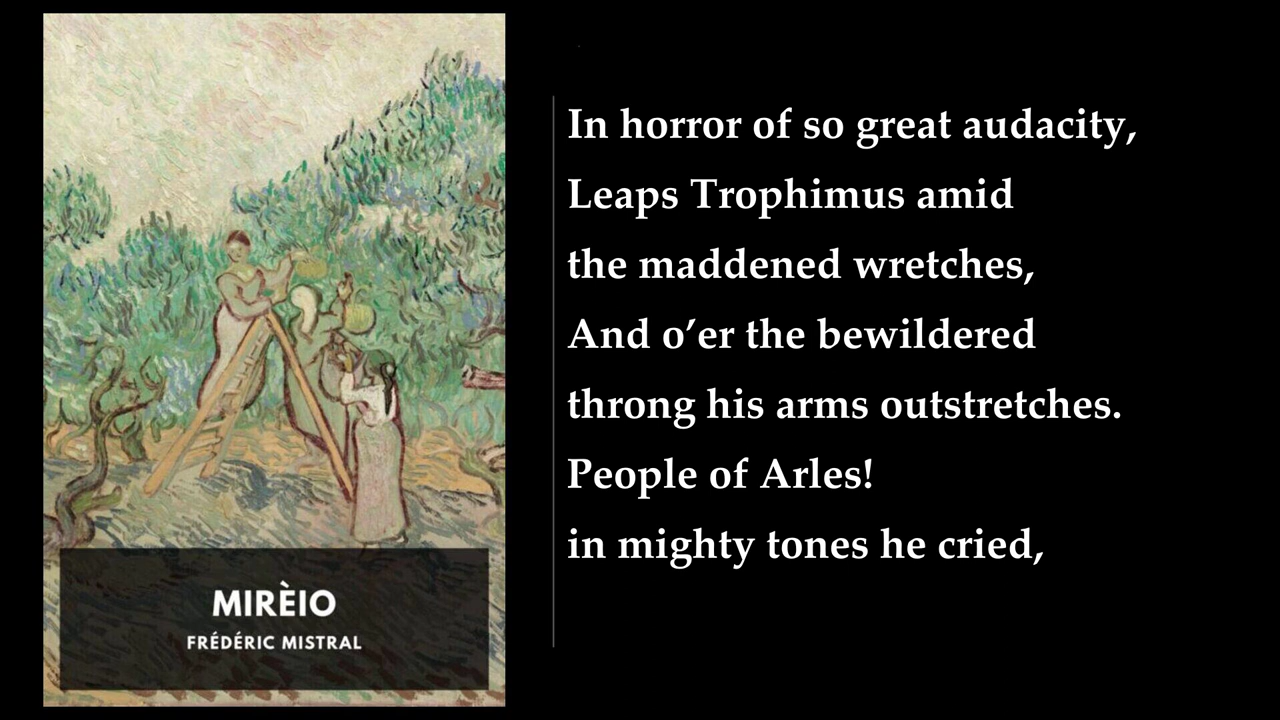 MIRÈIO
FRÉDÉRIC MISTRAL
In horror of so great audacity,
Leaps Trophimus amid
the maddened wretches,
And o’er the bewildered
throng his arms outstretches.
People of Arles!
in mighty tones he cried,